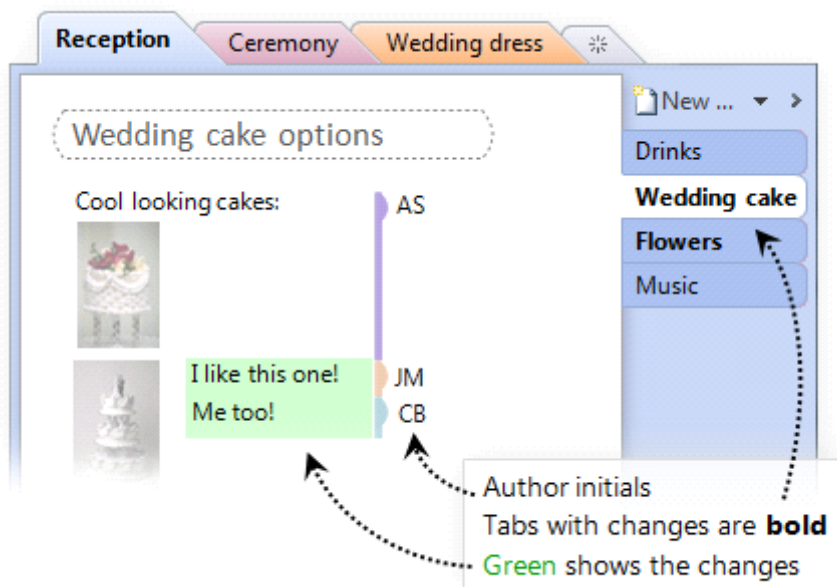 Reception
Ceremony
Wedding dress
New ...
Wedding cake options
Drinks
Wedding cake
Flowers
Music
Cool looking cakes:
AS
I like this one!
JM
Me too!
CB
Author initials
Tabs with changes are bold
Green shows the changes